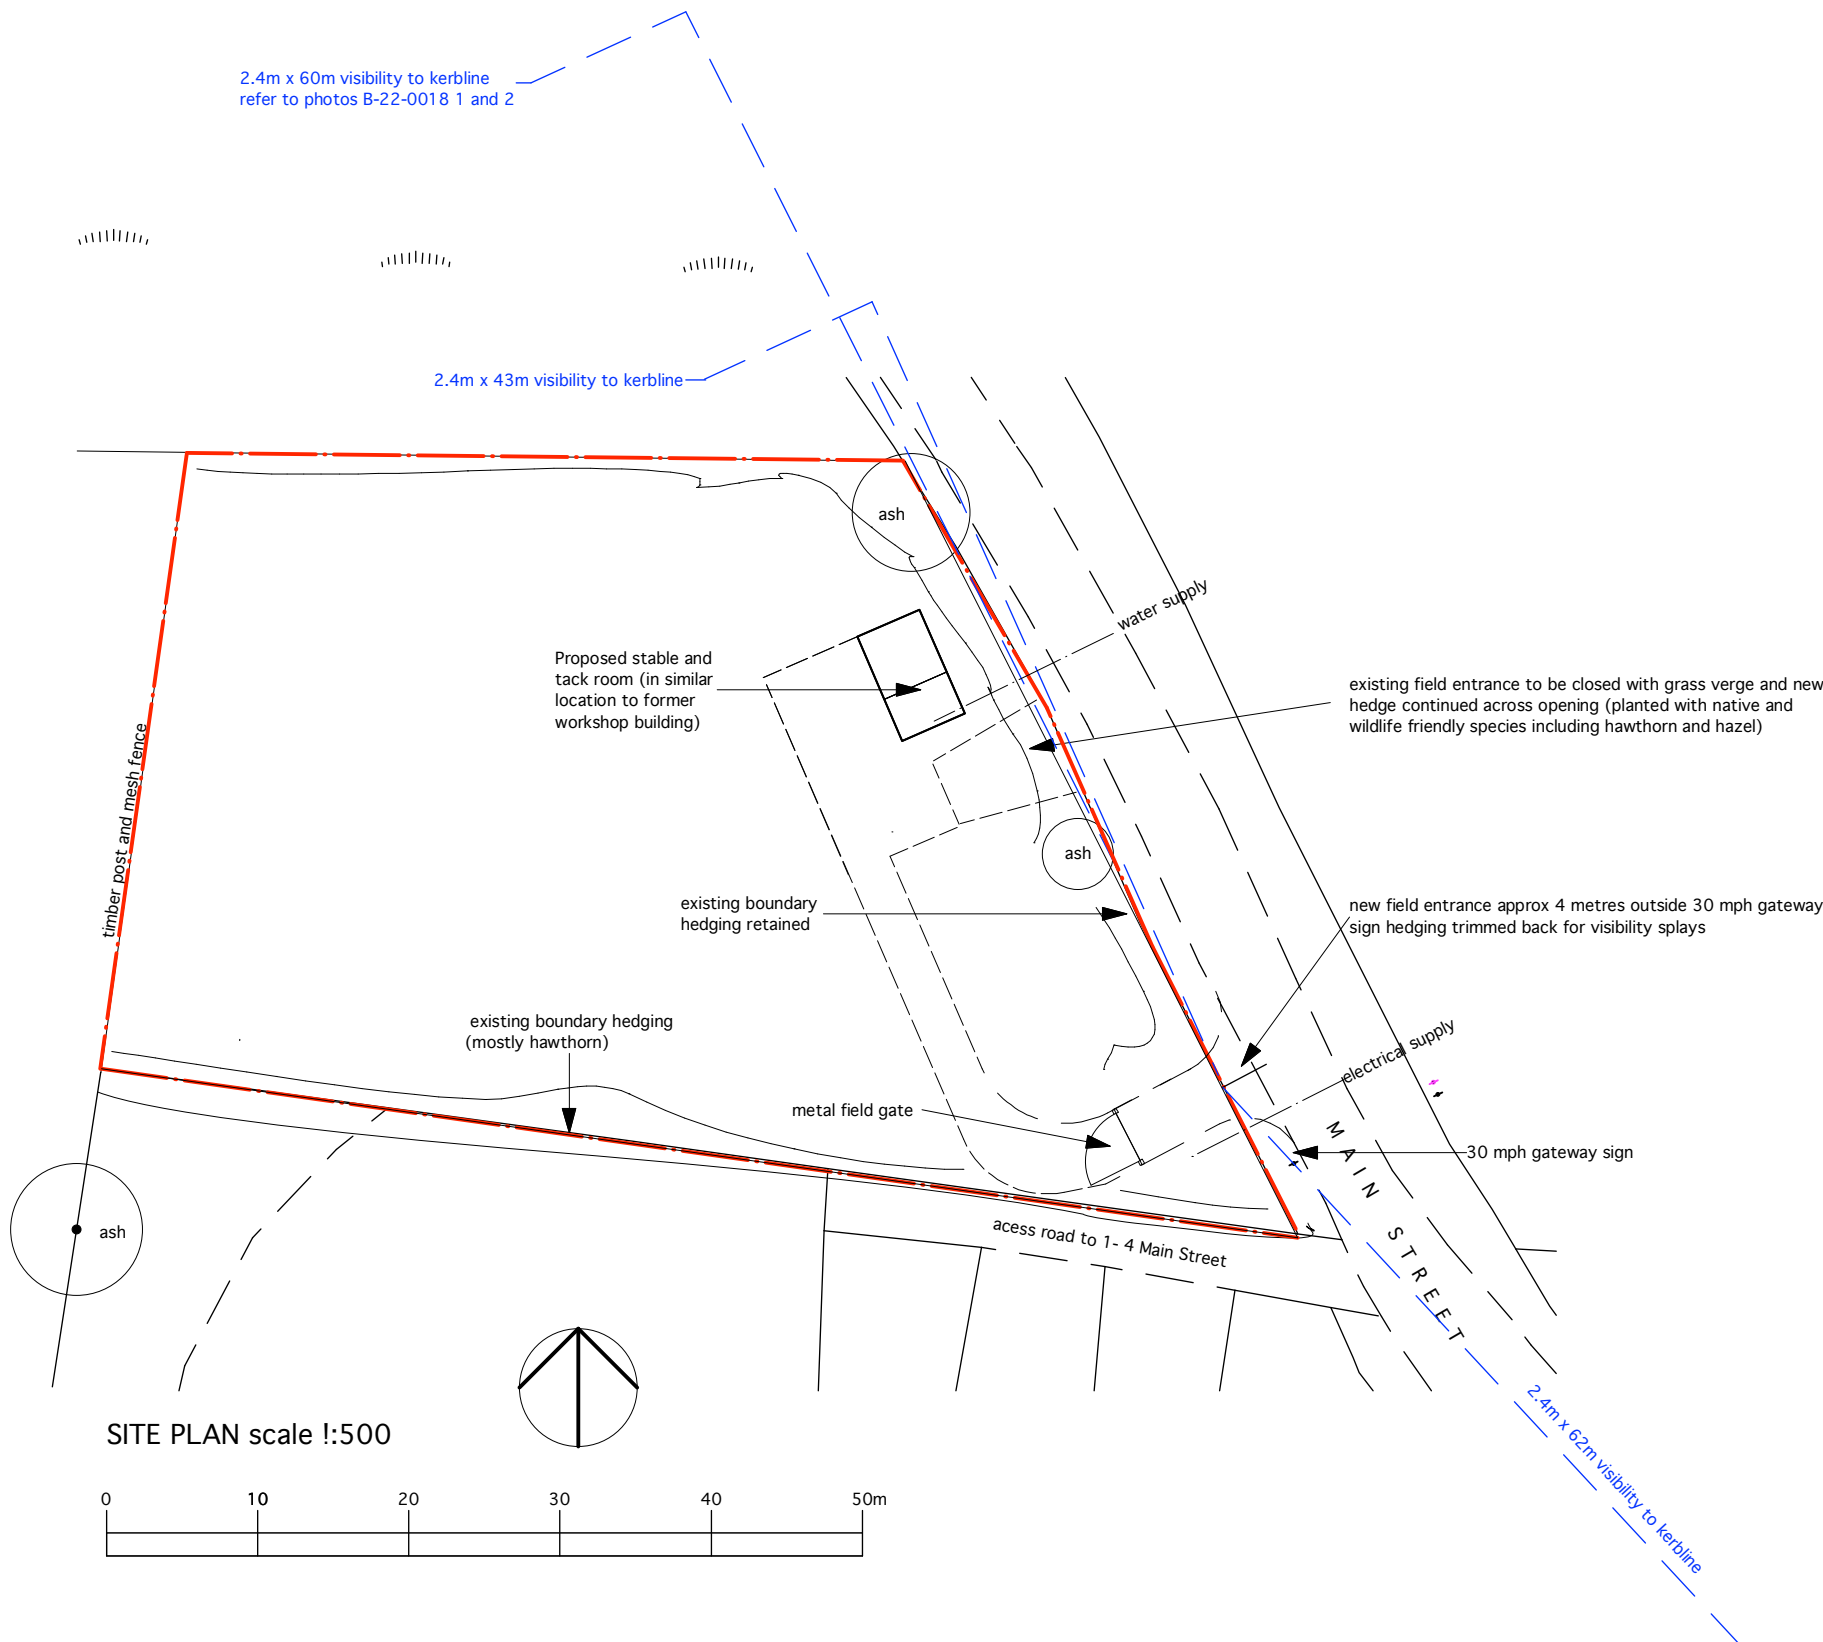 2.4m x 60m visibility to kerbline
refer to photos B-22-0018 1 and 2
2.4m x 43m visibility to kerbline
ash
water supply
Proposed stable and
tack room (in similar
location to former
workshop building)
existing field entrance to be closed with grass verge and new
hedge continued across opening (planted with native and
wildlife friendly species including hawthorn and hazel)
timber post and mesh fence
ash
existing boundary
hedging retained
new field entrance approx 4 metres outside 30 mph gateway
sign hedging trimmed back for visibility splays
existing boundary hedging
(mostly hawthorn)
electrical supply
metal field gate
MAIN STREET
30 mph gateway sign
ash
acess road to 1- 4 Main Street
2.4m x 62m visibility to kerbline
SITE PLAN scale !:500
0 10 20 30 40 50m